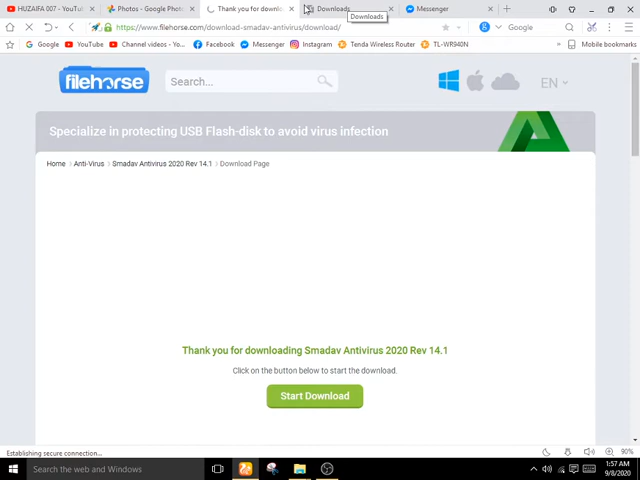 HUZAIFA 007 - YouTu
Photos - Google Photo
Thank you for downlo
Downloads
Messenger
Downloads
https://www.filehorse.com/download-smadav-antivirus/download/
Google
Google
YouTube
Channel videos - You...
Facebook
Messenger
Instagram
Tenda Wireless Router
TL-WR940N
Mobile bookmarks
filehorse
Search...
EN
Specialize in protecting USB Flash-disk to avoid virus infection
Home > Anti-Virus > Smadav Antivirus 2020 Rev 14.1 > Download Page
Thank you for downloading Smadav Antivirus 2020 Rev 14.1
Click on the button below to start the download.
Start Download
Establishing secure connection...
90%
Search the web and Windows
1:57 AM
9/8/2020